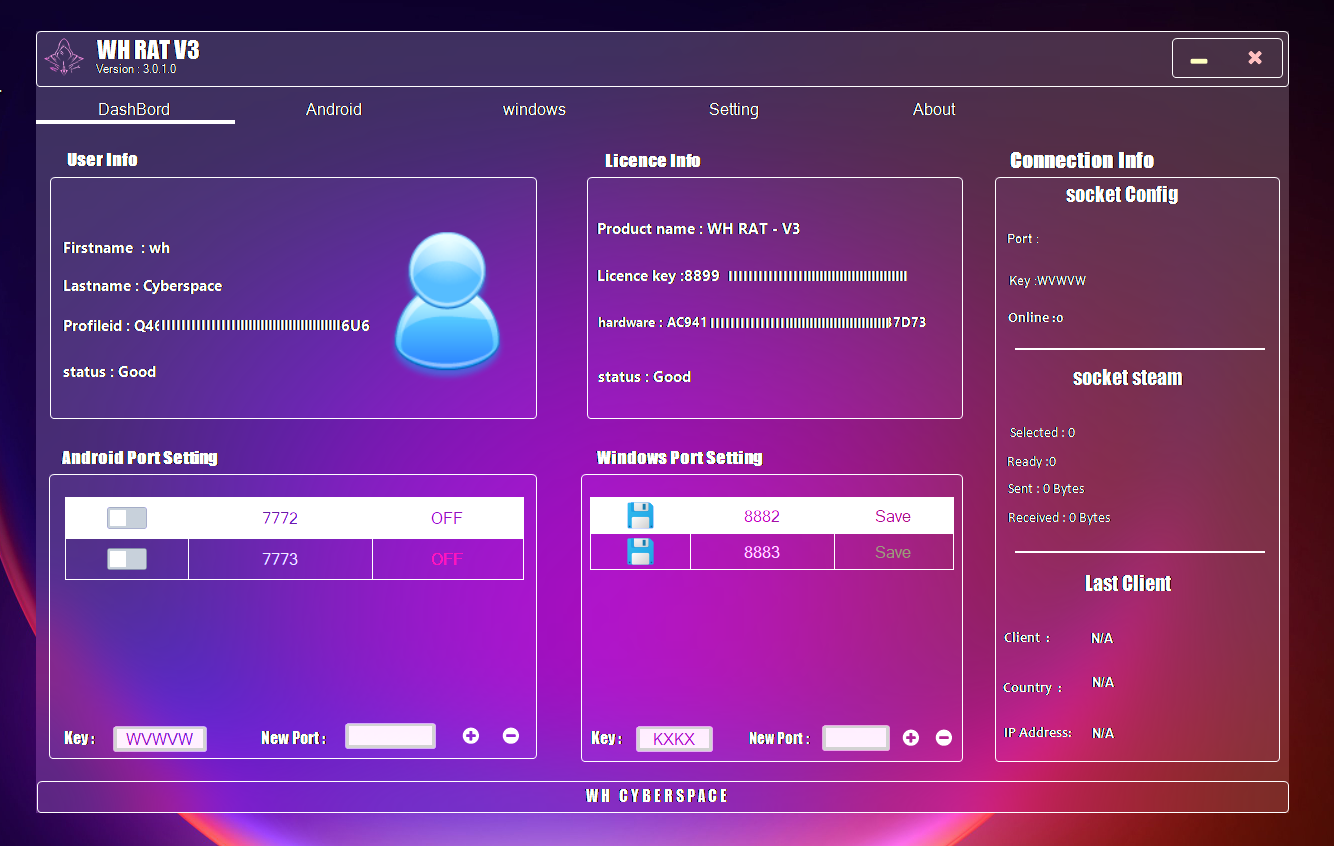 WH RAT V3
Version : 3.0.1.0
DashBord Android windows Setting About
User Info
Firstname : wh
Lastname : Cyberspace
Profileid : Q46 6U6
status : Good
Licence Info
Product name : WH RAT - V3
Licence key :8899
hardware : AC941 7D73
status : Good
Connection Info
socket Config
Port :
Key :WVWVW
Online :0
socket steam
Selected : 0
Ready :0
Sent : 0 Bytes
Received : 0 Bytes
Last Client
Client : N/A
Country : N/A
IP Address: N/A
Android Port Setting
7772 OFF
7773 OFF
Key : WVWVW New Port :
Windows Port Setting
8882 Save
8883 Save
Key : KXKX New Port :
WH CYBERSPACE